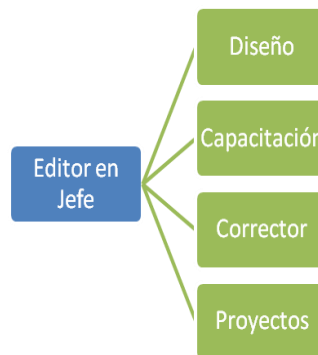 Diseño
Capacitación
Editor en
Jefe
Corrector
Proyectos